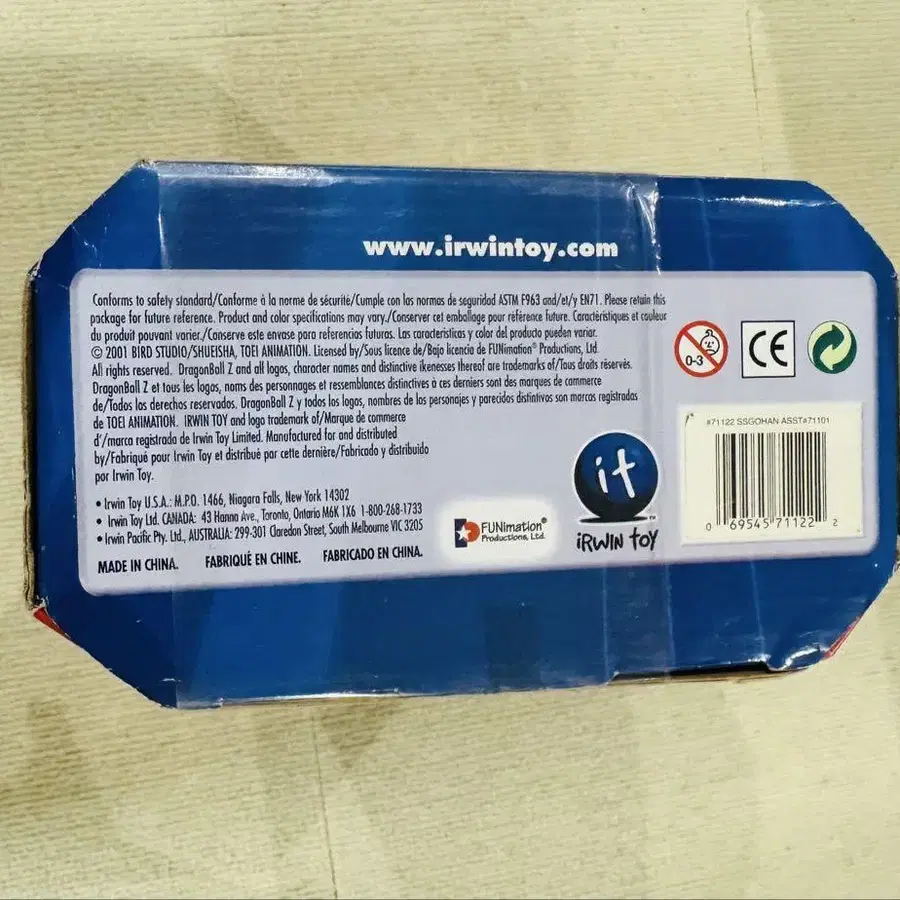 www.irwintoy.com
Conforms to safety standard/Conforme à la norme de sécurité/Cumple con las normas de seguridad ASTM F963 and/et/y EN71. Please retain this
package for future reference. Product and color specifications may vary./Conserver cet emballage pour référence future. Caractéristiques et couleur
du produit pouvant varier./Conserve este envase para referencias futuras. Las características y color del producto pueden variar.
© 2001 BIRD STUDIO/SHUEISHA, TOEI ANIMATION. Licensed by/Sous licence de/Bajo licencia de FUNimation® Productions, Ltd.
All rights reserved. DragonBall Z and all logos, character names and distinctive likenesses thereof are trademarks of/Tous droits réservés.
DragonBall Z et tous les logos, noms des personnages et ressemblances distinctives à ces derniers sont des marques de commerce
de/Todos los derechos reservados. DragonBall Z y todos los logos, nombres de los personajes y parecidos distintivos son marcas registradas
de TOEI ANIMATION. IRWIN TOY and logo trademark of/Marque de commerce
d'/marca registrada de Irwin Toy Limited. Manufactured for and distributed
by/Fabriqué pour Irwin Toy et distribué par cette dernière/Fabricado y distribuido
por Irwin Toy.
• Irwin Toy U.S.A.: M.P.O. 1466, Niagara Falls, New York 14302
• Irwin Toy Ltd. CANADA: 43 Hanna Ave., Toronto, Ontario M6K 1X6 1-800-268-1733
• Irwin Pacific Pty. Ltd., AUSTRALIA: 299-301 Claredon Street, South Melbourne VIC 3205
MADE IN CHINA. FABRIQUÉ EN CHINE. FABRICADO EN CHINA.
FUNimation®
Productions, Ltd.
it
iRWiN toY
™
0-3
CE
#71122 SSGOHAN ASST#71101
0 69545 71122 2